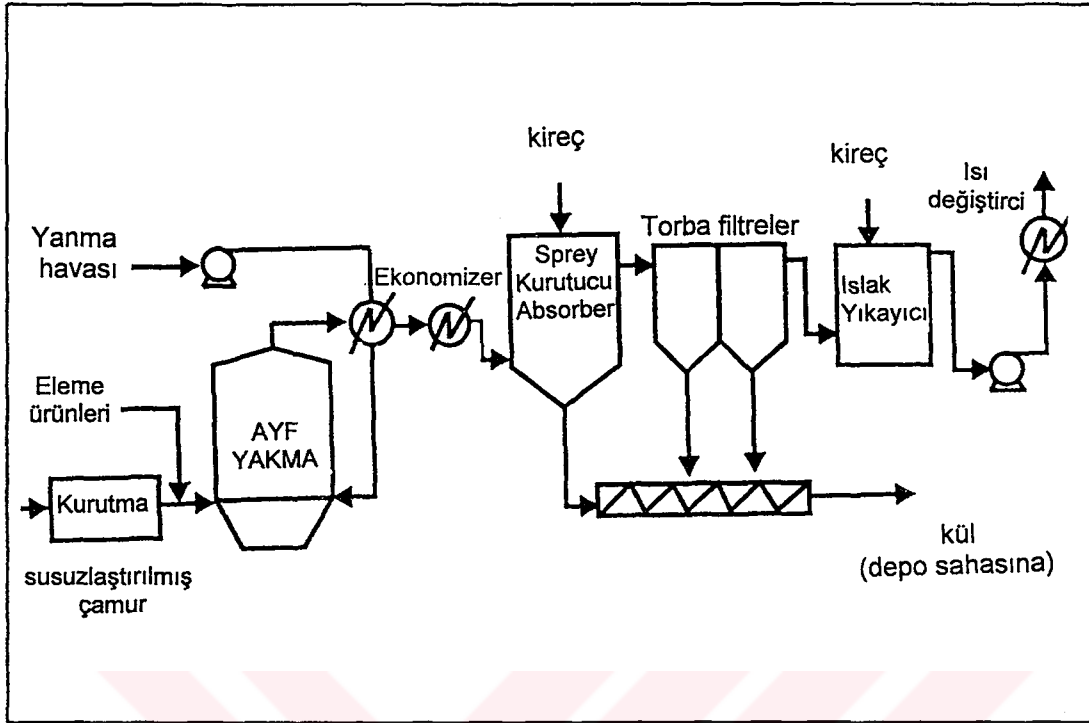 kireç
kireç
Isı
değiştirci
Yanma
havası
Ekonomizer
Sprey
Kurutucu
Absorber
Torba filtreler
Islak
Yıkayıcı
Eleme
ürünleri
AYF
YAKMA
Kurutma
susuzlaştırılmış
çamur
kül
(depo sahasına)